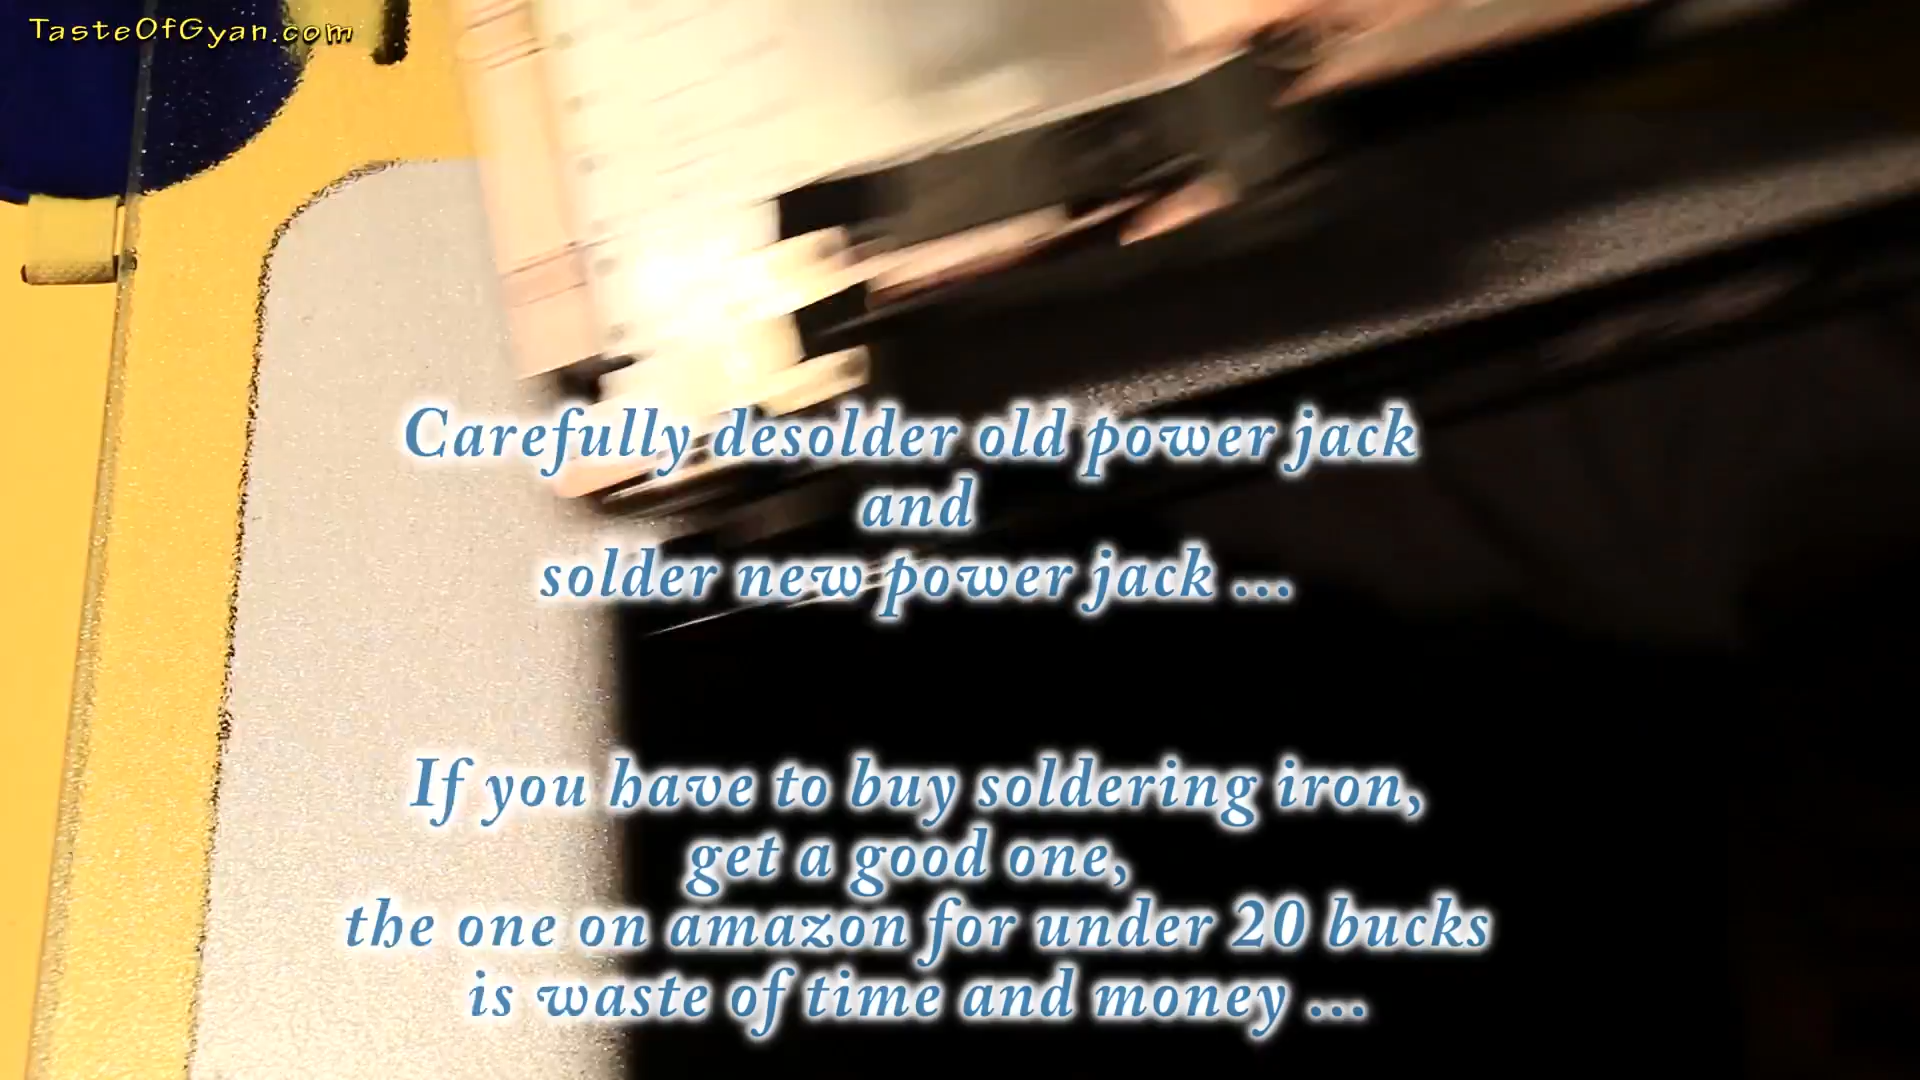 TasteOfGyan.com
Carefully desolder old power jack
and
solder new power jack ...
If you have to buy soldering iron,
get a good one,
the one on amazon for under 20 bucks
is waste of time and money ...